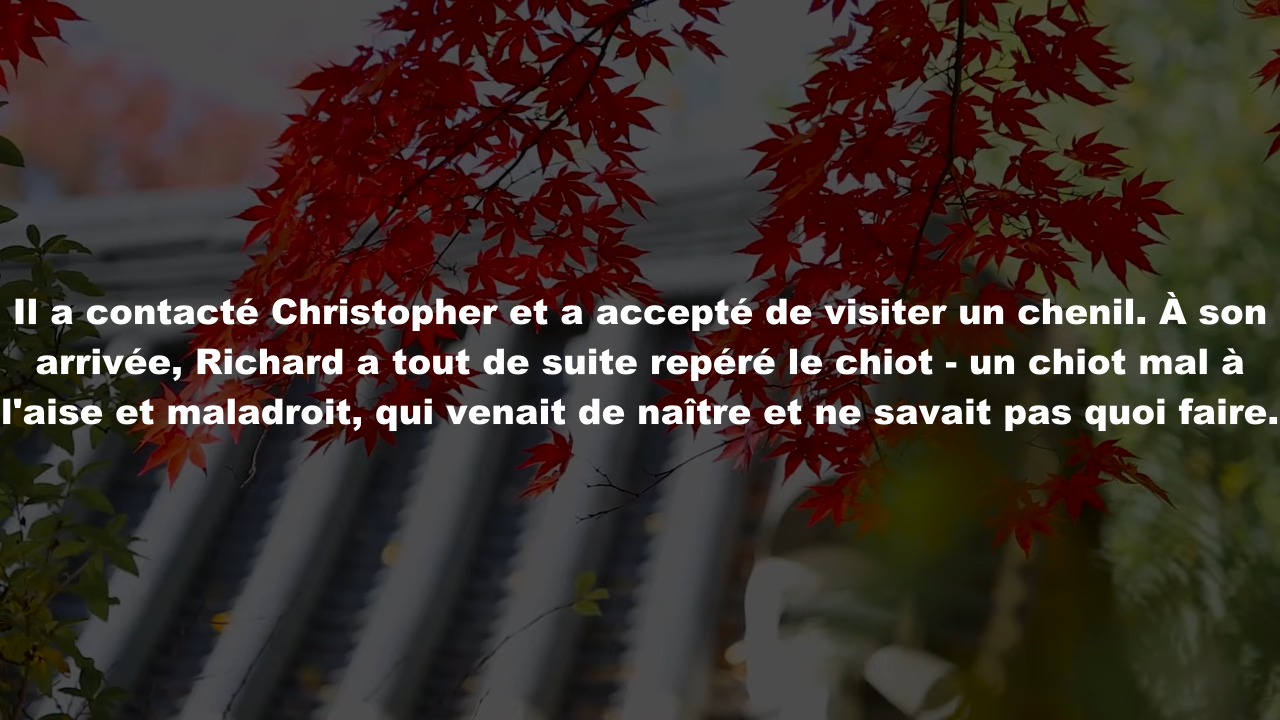 Il a contacté Christopher et a accepté de visiter un chenil. À son
arrivée, Richard a tout de suite repéré le chiot - un chiot mal à
l'aise et maladroit, qui venait de naître et ne savait pas quoi faire.